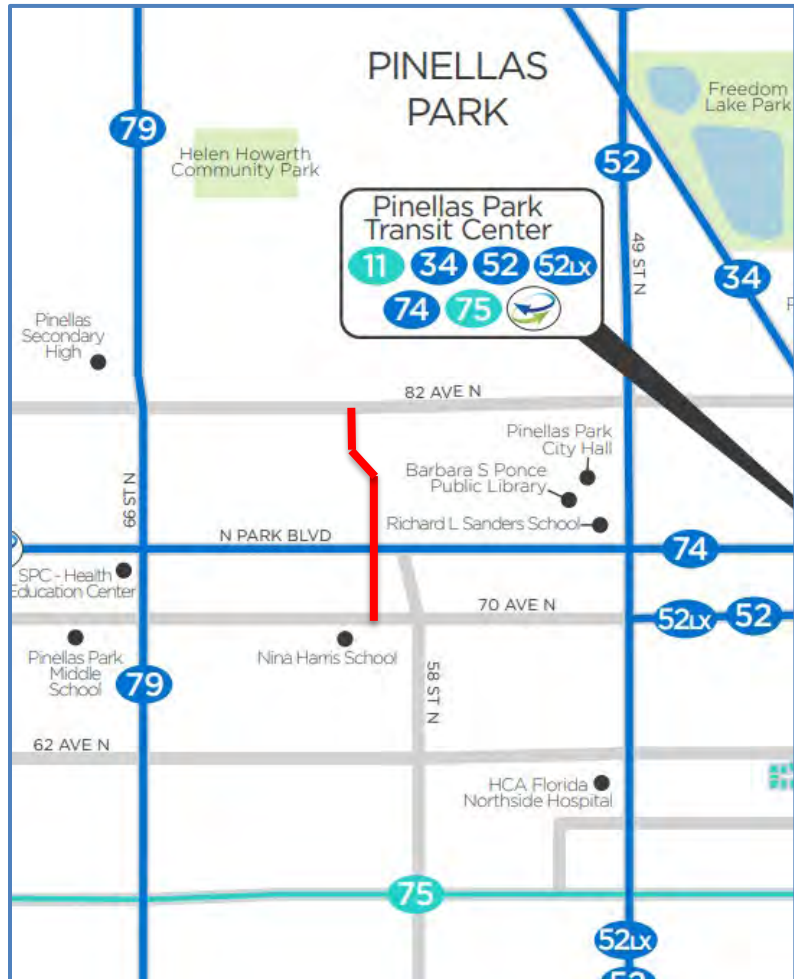 PINELLAS
PARK
Freedom
Lake Park
79
Helen Howarth
Community Park
52
Pinellas Park
Transit Center
11 34 52 52LX
74 75
49 ST N
34
Pinellas
Secondary
High
82 AVE N
Pinellas Park
City Hall
Barbara S Ponce
Public Library
Richard L Sanders School
66 ST N
N PARK BLVD
74
SPC - Health
Education Center
70 AVE N
52LX 52
Pinellas Park
Middle
School
Nina Harris School
79
58 ST N
62 AVE N
HCA Florida
Northside Hospital
75
52LX
52